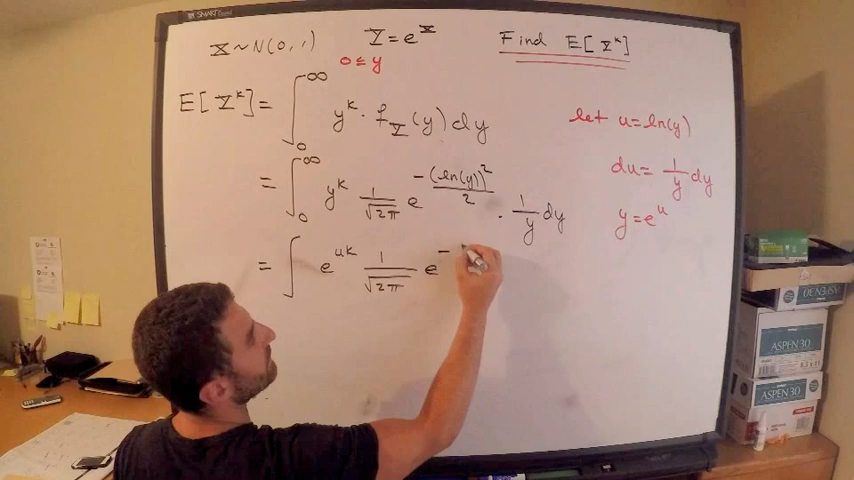 SMART Board
X ~ N(0,1)   Y = e^X   Find E[Y^k]
0 ≤ y
E[Y^k] = ∫_0^∞ y^k · f_Y(y) dy
let u = ln(y)
= ∫_0^∞ y^k 1/√2π e^-(ln(y))^2/2 · 1/y dy
du = 1/y dy
y = e^u
= ∫ e^uk 1/√2π e^-
ASPEN 30
ASPEN 30